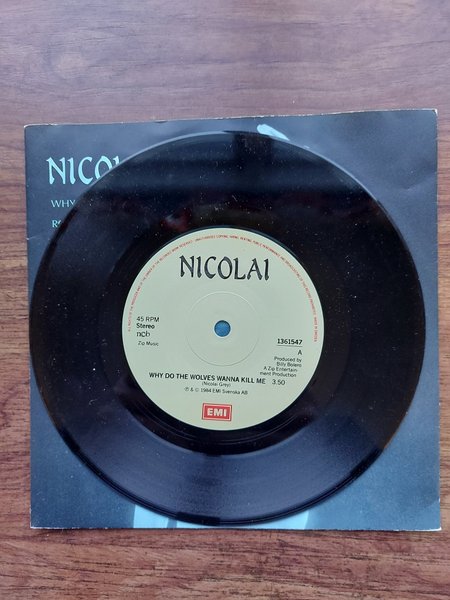 NICOL
WHY
NICOLAI
45 RPM
Stereo
ncb
Zip Music
1361547
A
Produced by
Billy Bolero
A Zip Entertain
ment Production
WHY DO THE WOLVES WANNA KILL ME 3.50
(Nicolai Grey)
℗ & © 1984 EMI Svenska AB
EMI